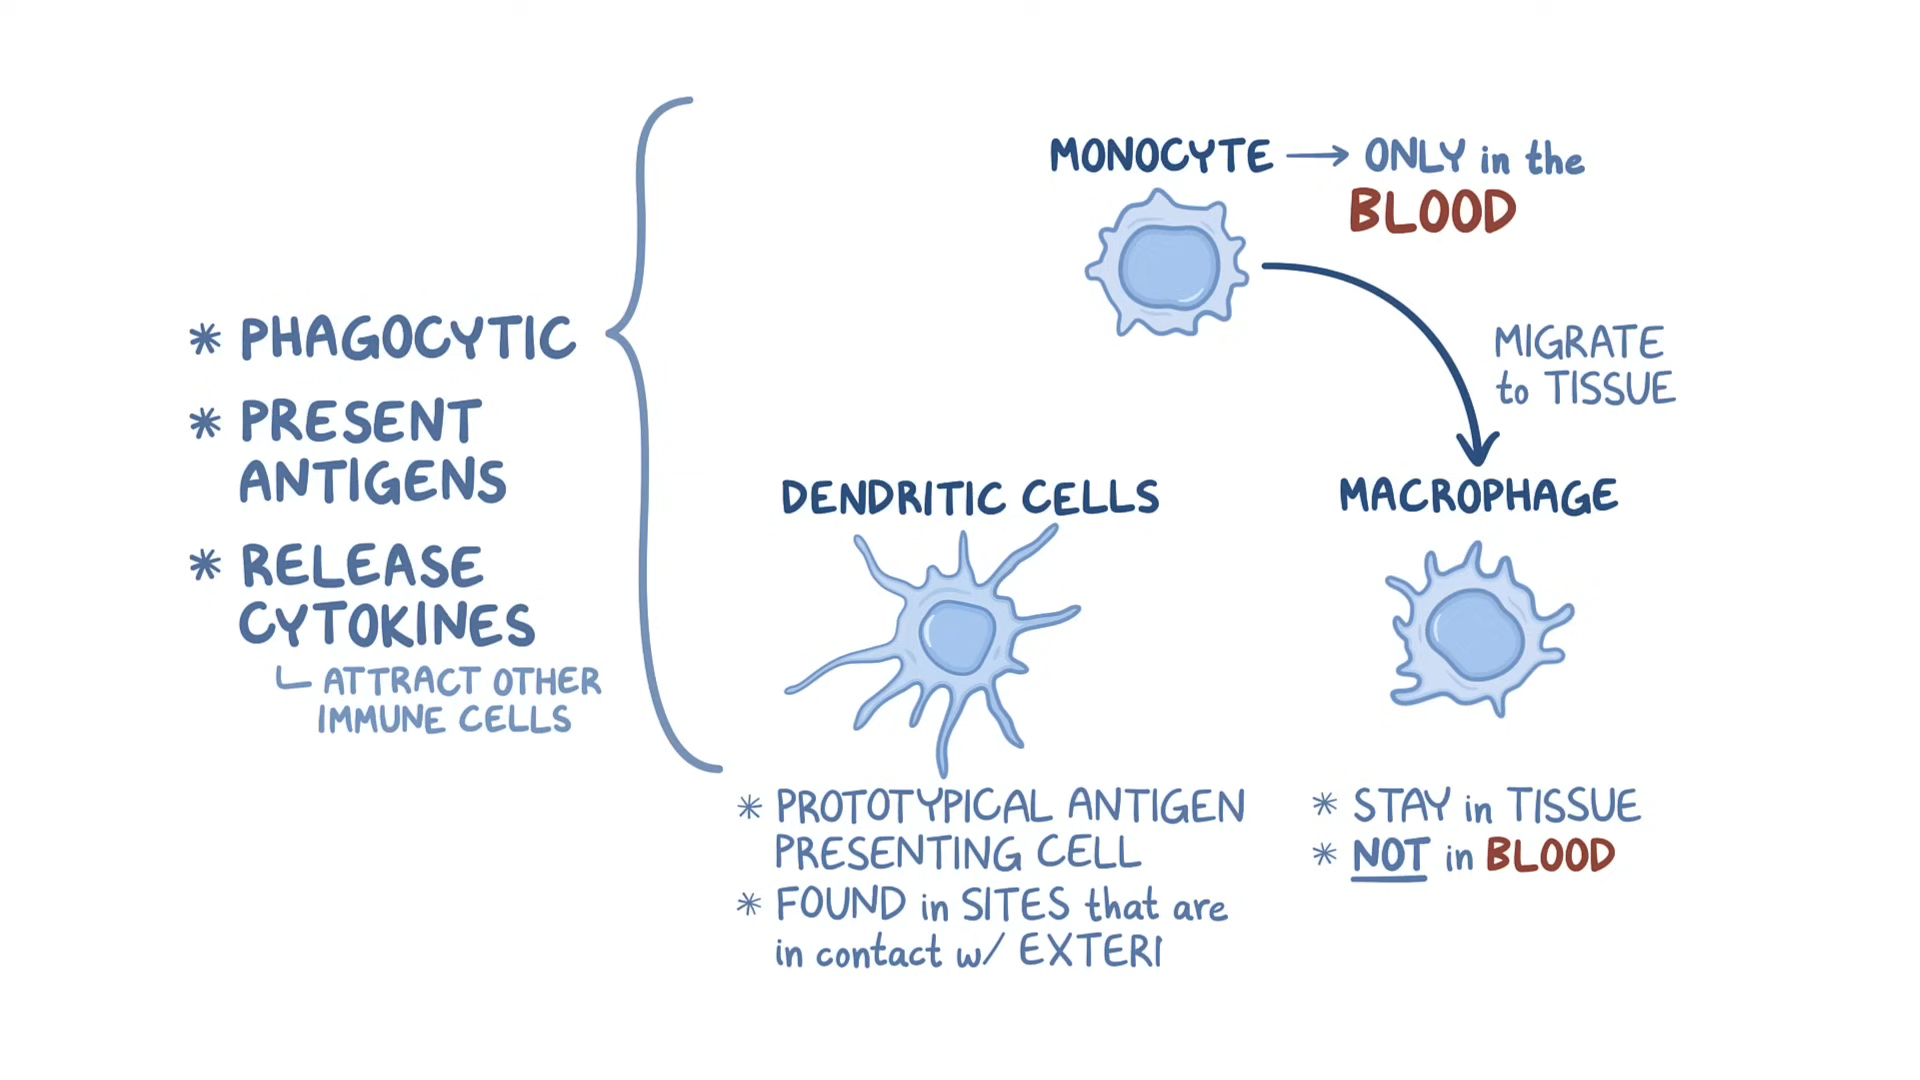 * PHAGOCYTIC
* PRESENT
ANTIGENS
* RELEASE
CYTOKINES
ATTRACT OTHER
IMMUNE CELLS
MONOCYTE → ONLY in the
BLOOD
MIGRATE
to TISSUE
DENDRITIC CELLS
* PROTOTYPICAL ANTIGEN
PRESENTING CELL
* FOUND in SITES that are
in contact w/ EXTERI
MACROPHAGE
* STAY in TISSUE
* NOT in BLOOD